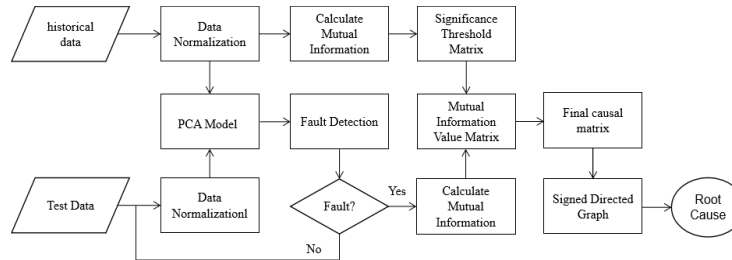 historical
data
Data
Normalization
Calculate
Mutual
Information
Significance
Threshold
Matrix
PCA Model
Fault Detection
Mutual
Information
Value Matrix
Final causal
matrix
Test Data
Data
Normalizationl
Fault?
Yes
No
Calculate
Mutual
Information
Signed Directed
Graph
Root
Cause